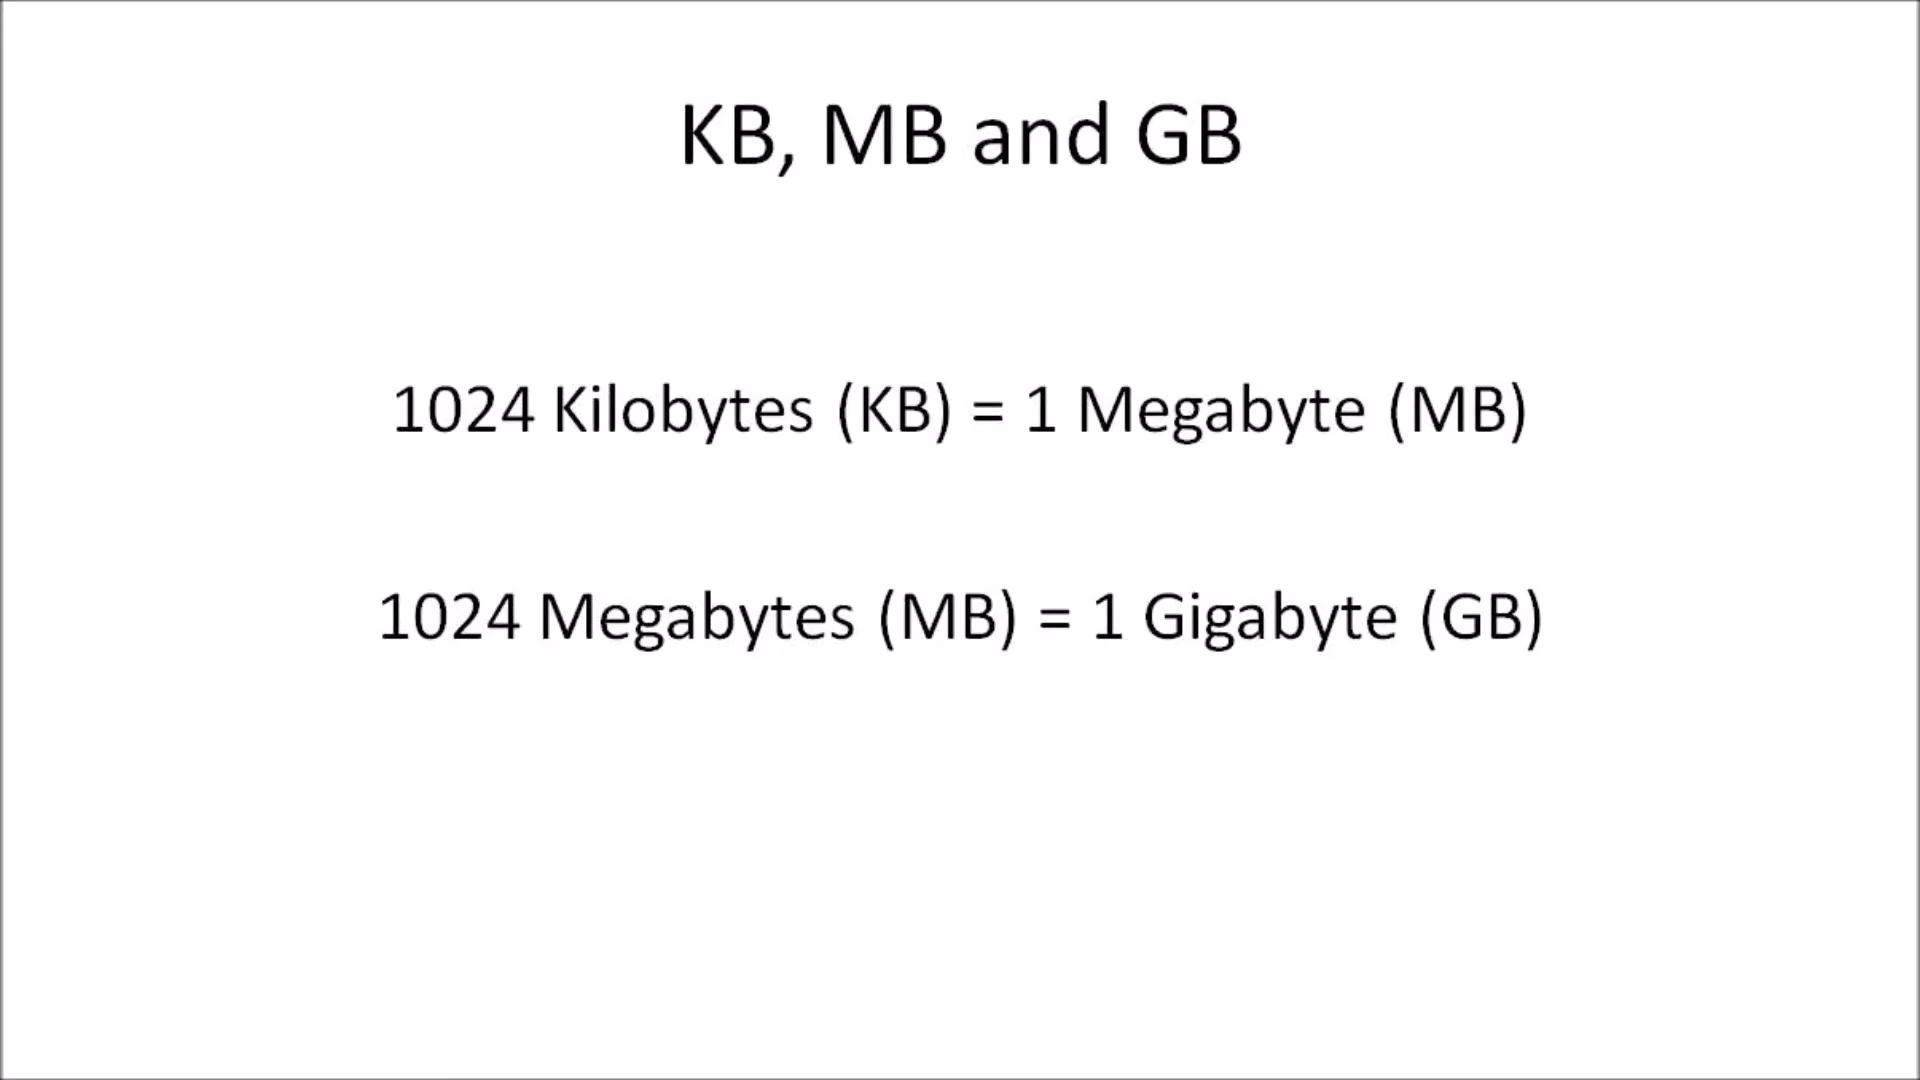 KB, MB and GB
1024 Kilobytes (KB) = 1 Megabyte (MB)
1024 Megabytes (MB) = 1 Gigabyte (GB)